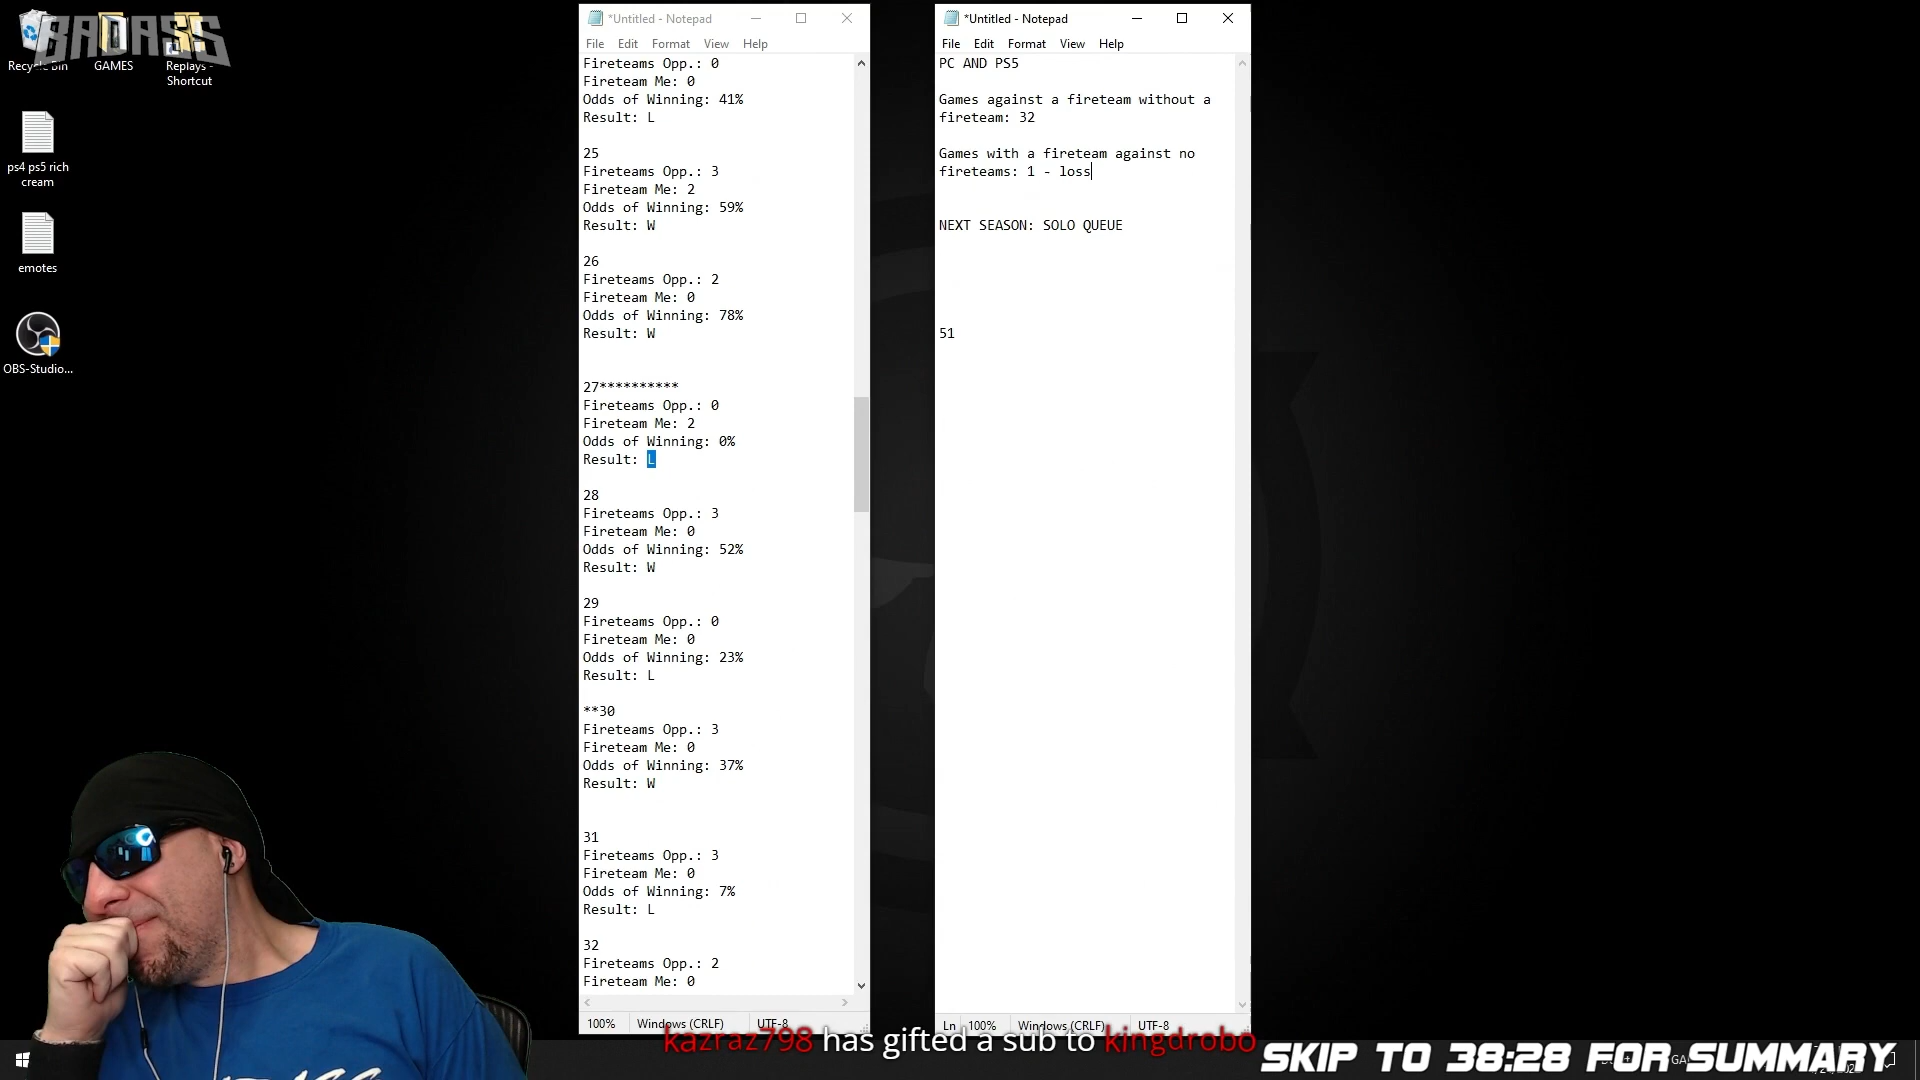 BADASS
Recycle Bin
GAMES
Replays -
Shortcut
ps4 ps5 rich
cream
emotes
OBS-Studio...
*Untitled - Notepad
File Edit Format View Help
Fireteams Opp.: 0
Fireteam Me: 0
Odds of Winning: 41%
Result: L
25
Fireteams Opp.: 3
Fireteam Me: 2
Odds of Winning: 59%
Result: W
26
Fireteams Opp.: 2
Fireteam Me: 0
Odds of Winning: 78%
Result: W
27**********
Fireteams Opp.: 0
Fireteam Me: 2
Odds of Winning: 0%
Result: L
28
Fireteams Opp.: 3
Fireteam Me: 0
Odds of Winning: 52%
Result: W
29
Fireteams Opp.: 0
Fireteam Me: 0
Odds of Winning: 23%
Result: L
**30
Fireteams Opp.: 3
Fireteam Me: 0
Odds of Winning: 37%
Result: W
31
Fireteams Opp.: 3
Fireteam Me: 0
Odds of Winning: 7%
Result: L
32
Fireteams Opp.: 2
Fireteam Me: 0
100% Windows (CRLF) UTF-8
*Untitled - Notepad
File Edit Format View Help
PC AND PS5
Games against a fireteam without a
fireteam: 32
Games with a fireteam against no
fireteams: 1 - loss
NEXT SEASON: SOLO QUEUE
51
Ln 100% Windows (CRLF) UTF-8
kazraz798 has gifted a sub to kingdrobo
SKIP TO 38:28 FOR SUMMARY